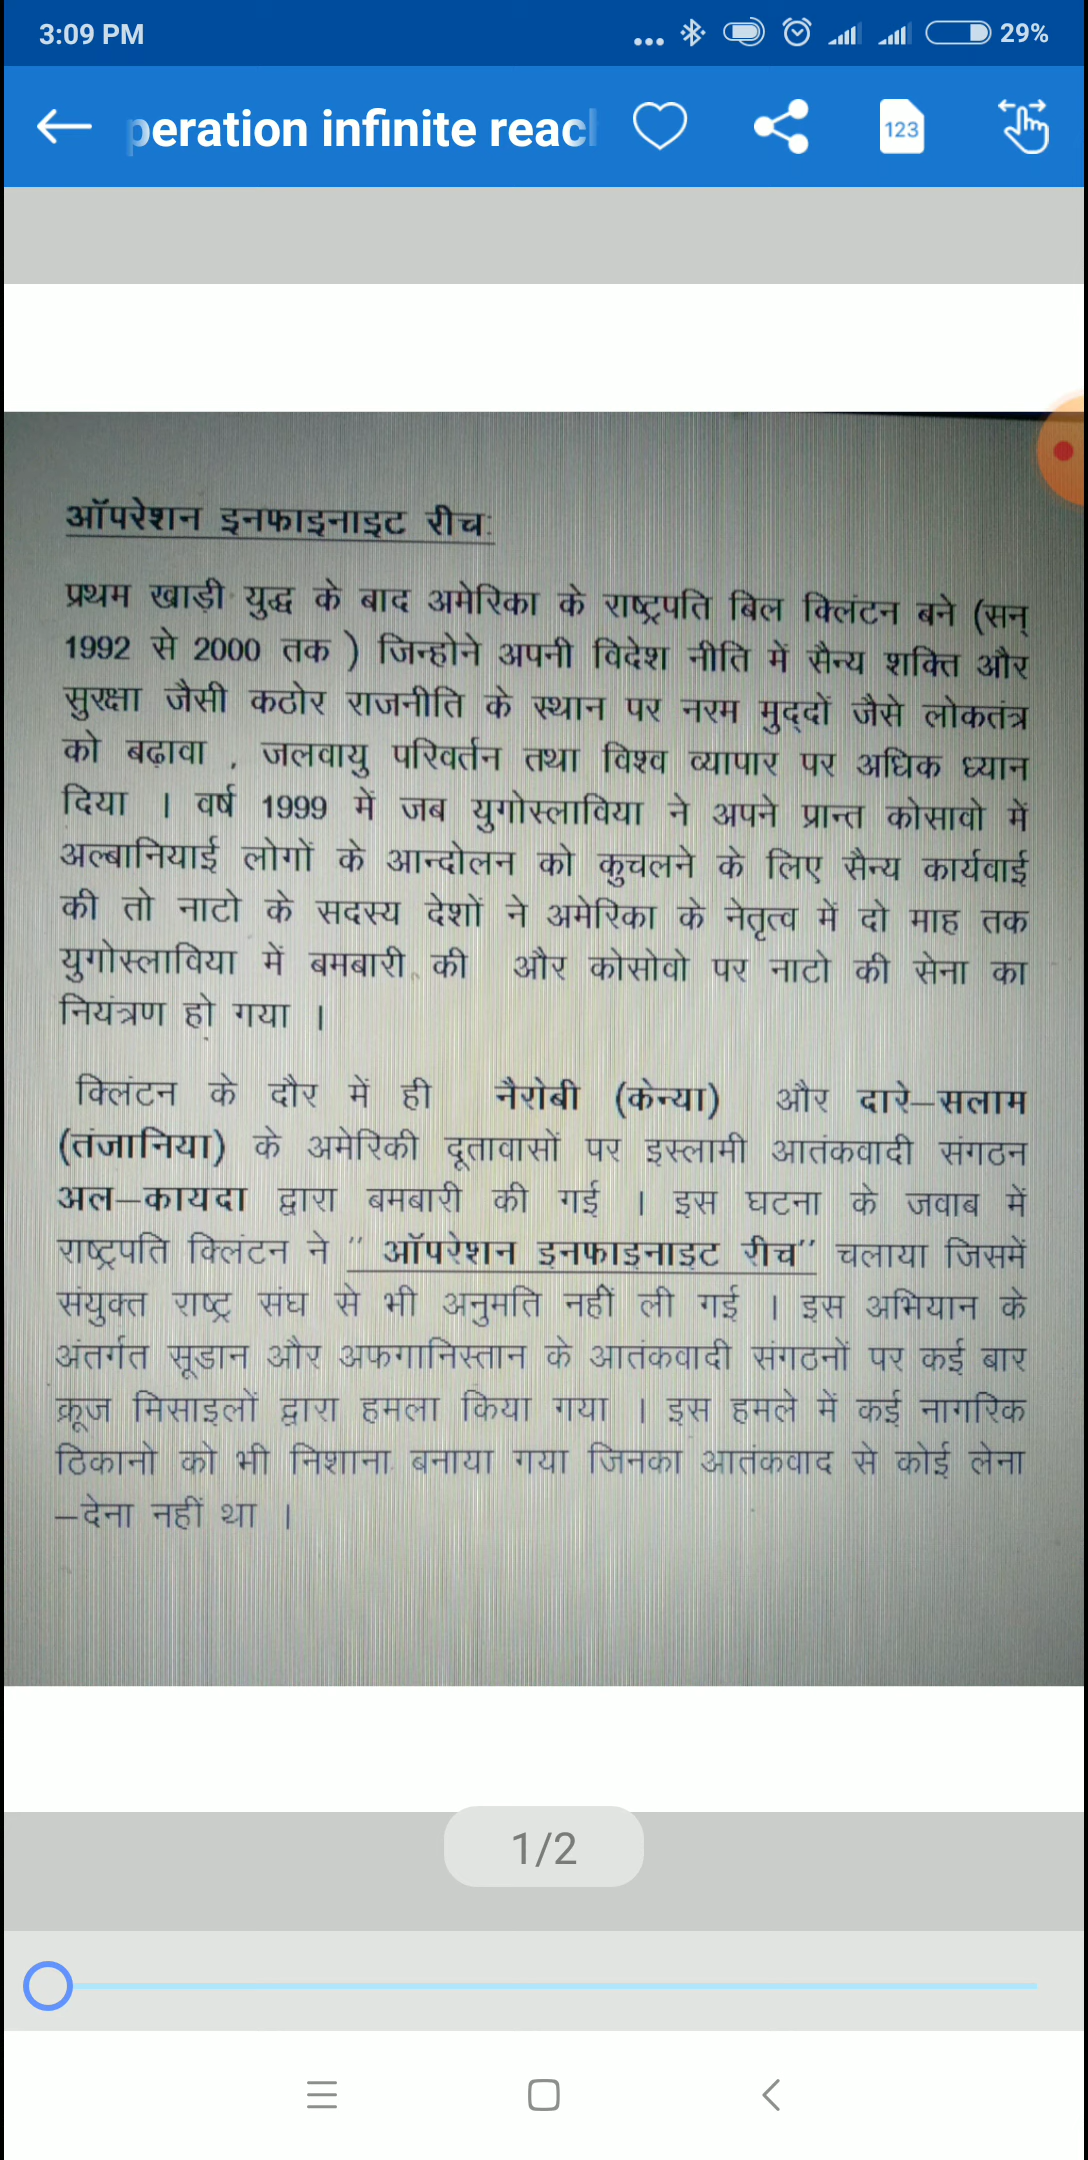 3:09 PM
29%
peration infinite reac
123
ऑपरेशन इनफाइनाइट रीच:
प्रथम खाड़ी युद्ध के बाद अमेरिका के राष्ट्रपति बिल क्लिंटन बने (सन्
1992 से 2000 तक ) जिन्होने अपनी विदेश नीति में सैन्य शक्ति और
सुरक्षा जैसी कठोर राजनीति के स्थान पर नरम मुद्दों जैसे लोकतंत्र
को बढ़ावा , जलवायु परिवर्तन तथा विश्व व्यापार पर अधिक ध्यान
दिया । वर्ष 1999 में जब युगोस्लाविया ने अपने प्रान्त कोसावो में
अल्बानियाई लोगों के आन्दोलन को कुचलने के लिए सैन्य कार्यवाई
की तो नाटो के सदस्य देशों ने अमेरिका के नेतृत्व में दो माह तक
युगोस्लाविया में बमबारी की और कोसोवो पर नाटो की सेना का
नियंत्रण हो गया ।
क्लिंटन के दौर में ही नैरोबी (केन्या) और दारे–सलाम
(तंजानिया) के अमेरिकी दूतावासों पर इस्लामी आतंकवादी संगठन
अल–कायदा द्वारा बमबारी की गई । इस घटना के जवाब में
राष्ट्रपति क्लिंटन ने '' ऑपरेशन इनफाइनाइट रीच'' चलाया जिसमें
संयुक्त राष्ट्र संघ से भी अनुमति नहीं ली गई । इस अभियान के
अंतर्गत सूडान और अफगानिस्तान के आतंकवादी संगठनों पर कई बार
क्रूज मिसाइलों द्वारा हमला किया गया । इस हमले में कई नागरिक
ठिकानो को भी निशाना बनाया गया जिनका आतंकवाद से कोई लेना
–देना नहीं था ।
1/2